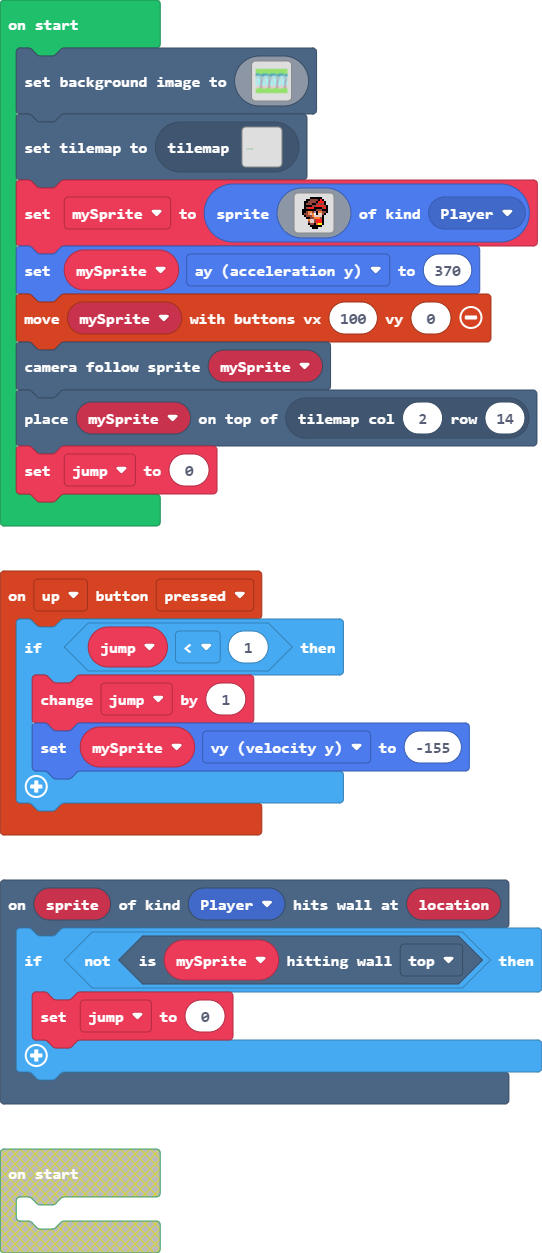 on start
set background image to
set tilemap to tilemap
set mySprite to sprite of kind Player
set mySprite ay (acceleration y) to 370
move mySprite with buttons vx 100 vy 0
camera follow sprite mySprite
place mySprite on top of tilemap col 2 row 14
set jump to 0
on up button pressed
if jump < 1 then
change jump by 1
set mySprite vy (velocity y) to -155
on sprite of kind Player hits wall at location
if not is mySprite hitting wall top then
set jump to 0
on start